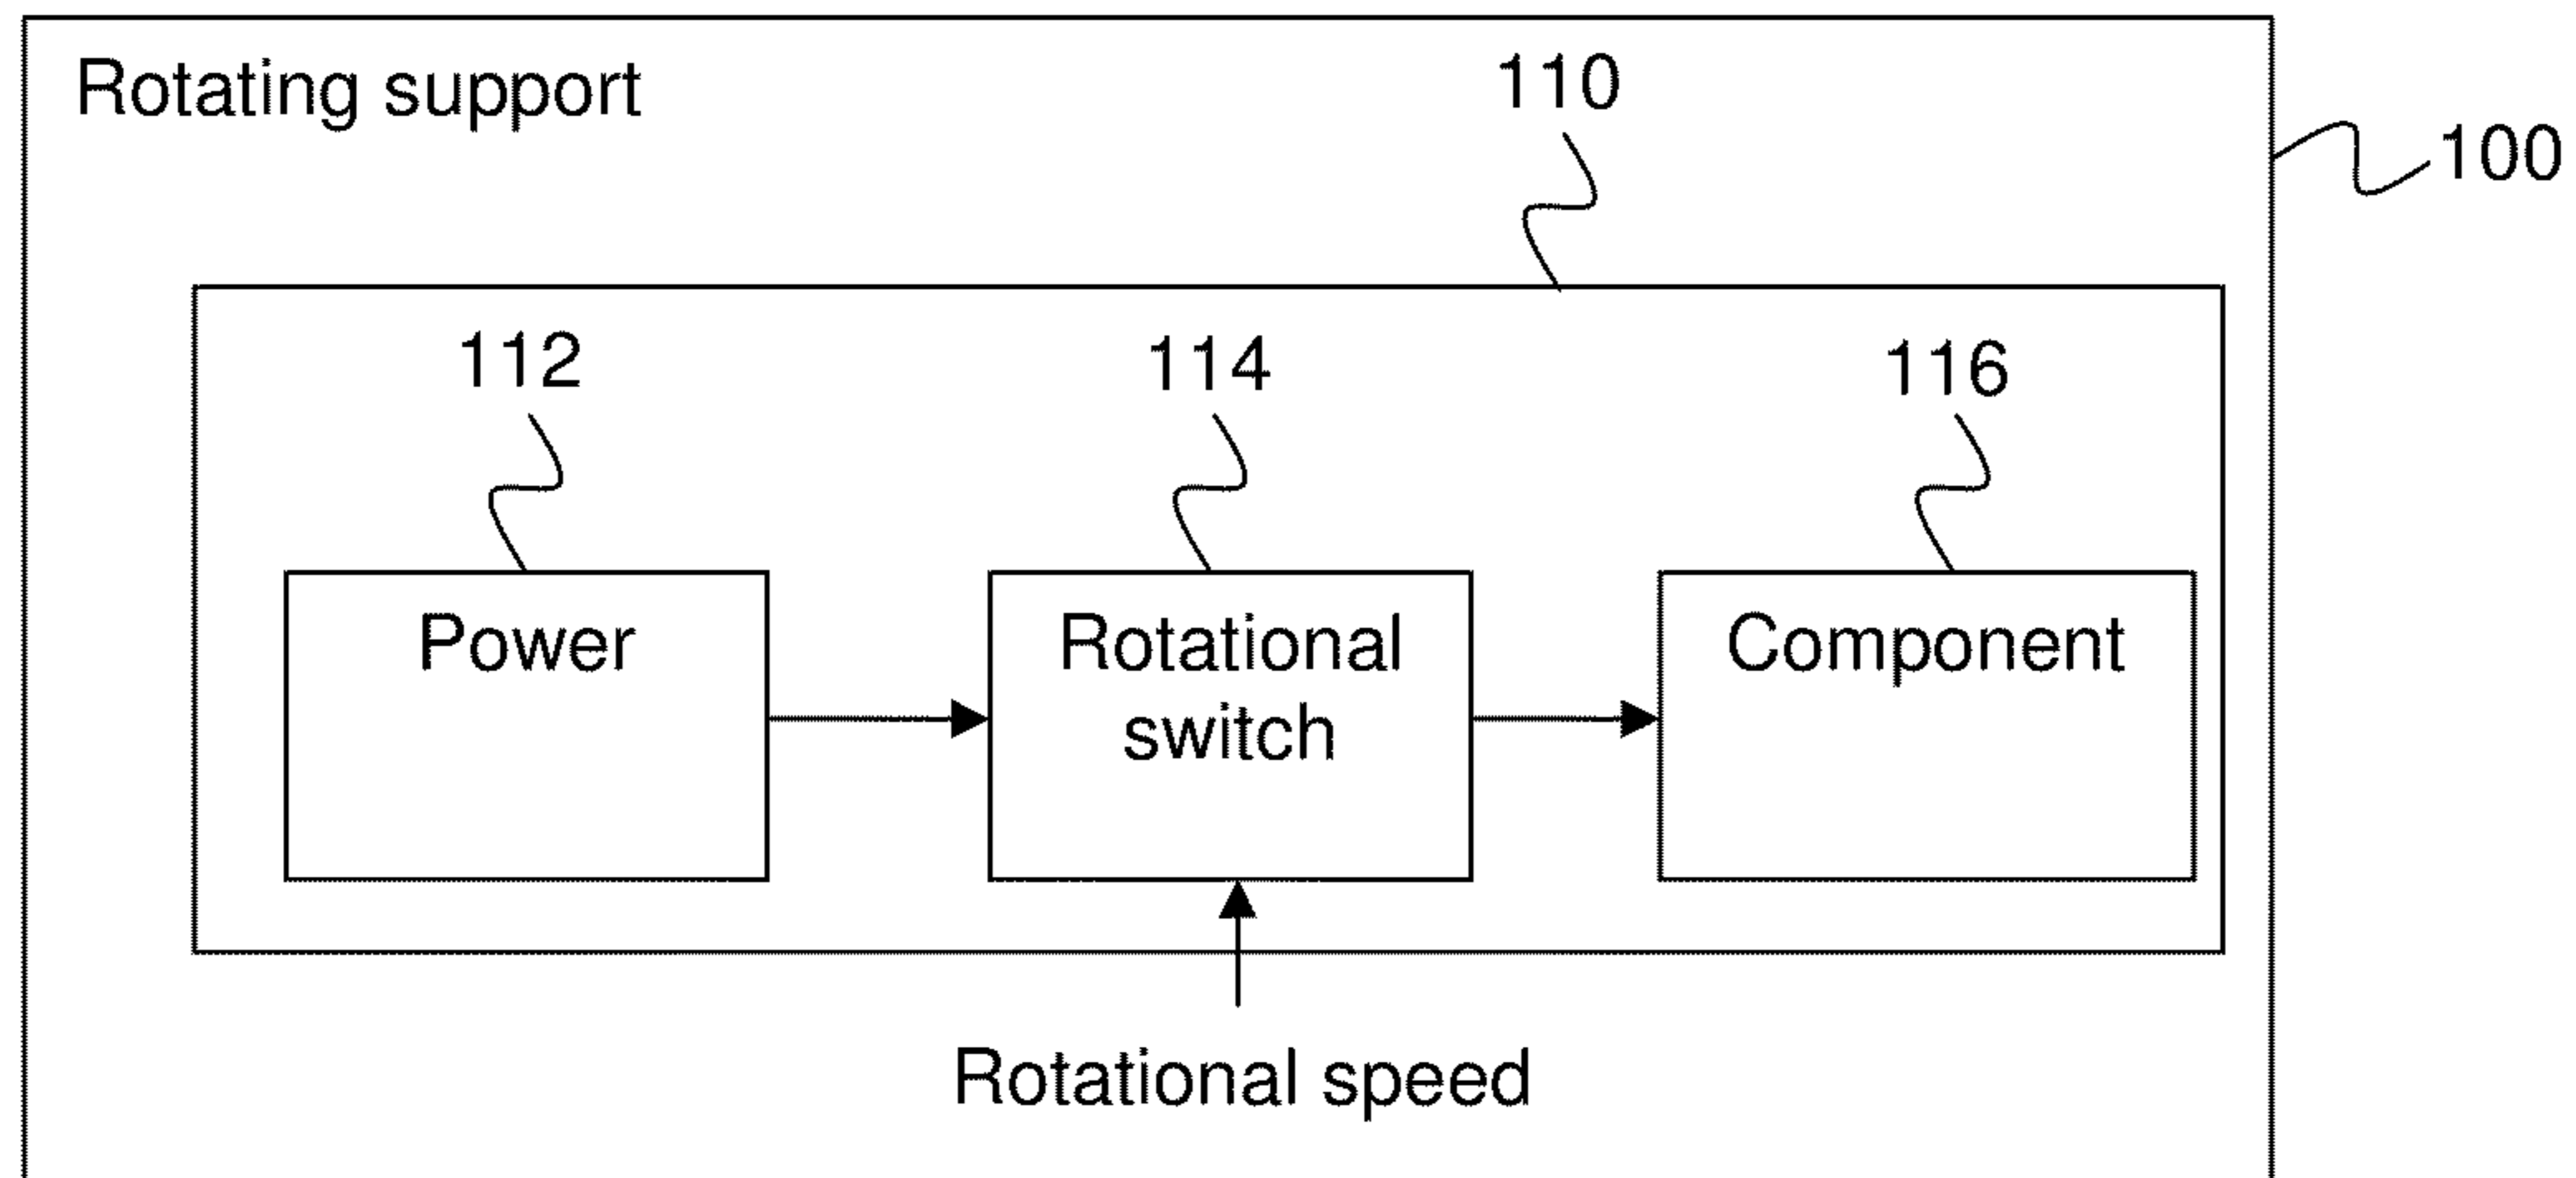 Rotating support
110
100
112
114
116
Power
Rotational
switch
Component
Rotational speed